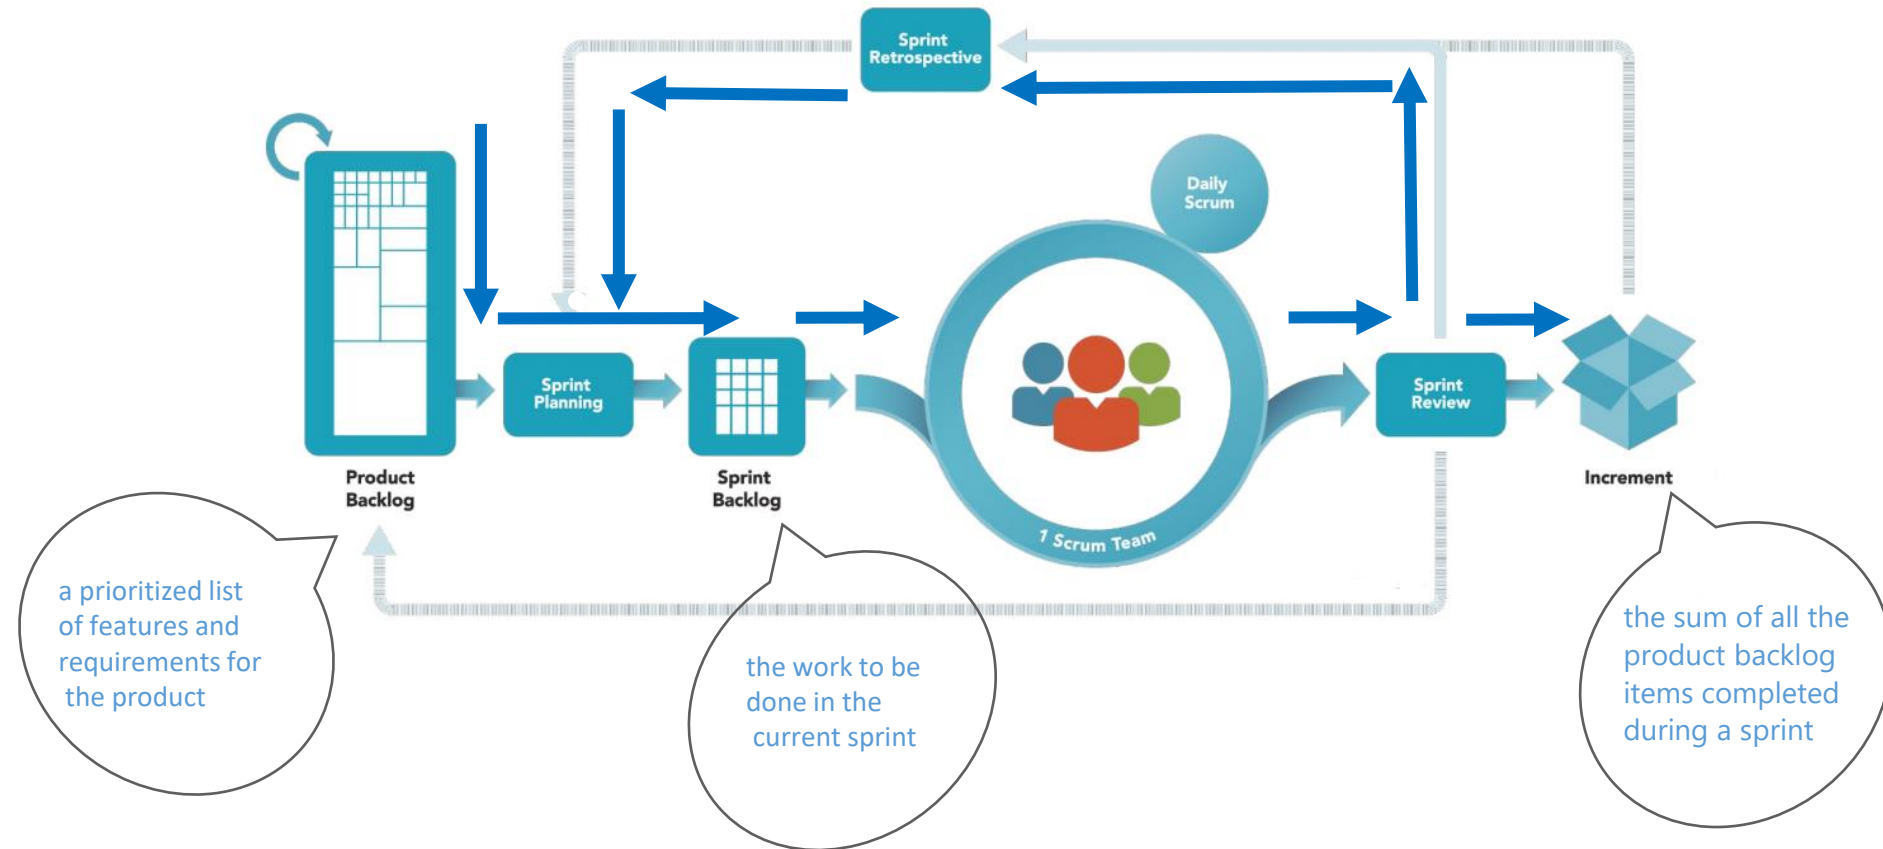 Sprint
Retrospective
Daily
Scrum
Sprint
Planning
Sprint
Review
Product
Backlog
Sprint
Backlog
1 Scrum Team
Increment
a prioritized list
of features and
requirements for
the product
the work to be
done in the
current sprint
the sum of all the
product backlog
items completed
during a sprint